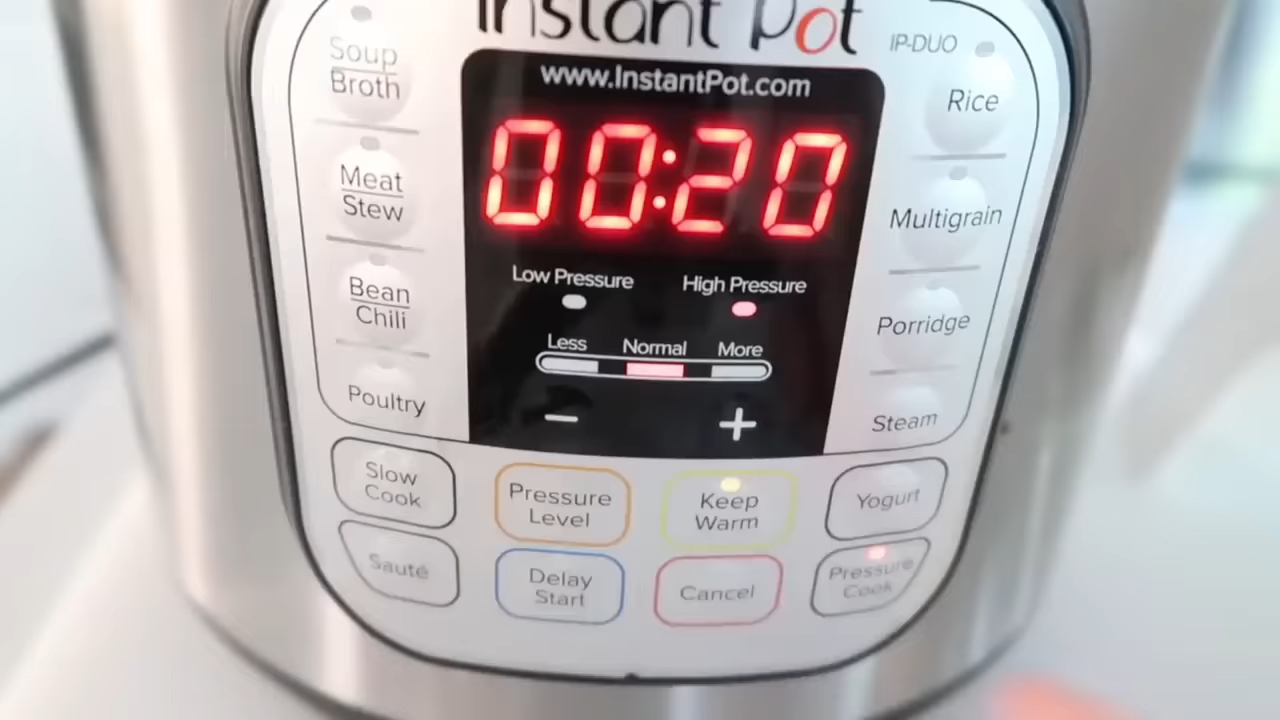 Instant Pot
IP-DUO
www.InstantPot.com
00:20
Low Pressure
High Pressure
Less
Normal
More
−
+
Soup
Broth
Meat
Stew
Bean
Chili
Poultry
Rice
Multigrain
Porridge
Steam
Slow
Cook
Pressure
Level
Keep
Warm
Yogurt
Sauté
Delay
Start
Cancel
Pressure
Cook